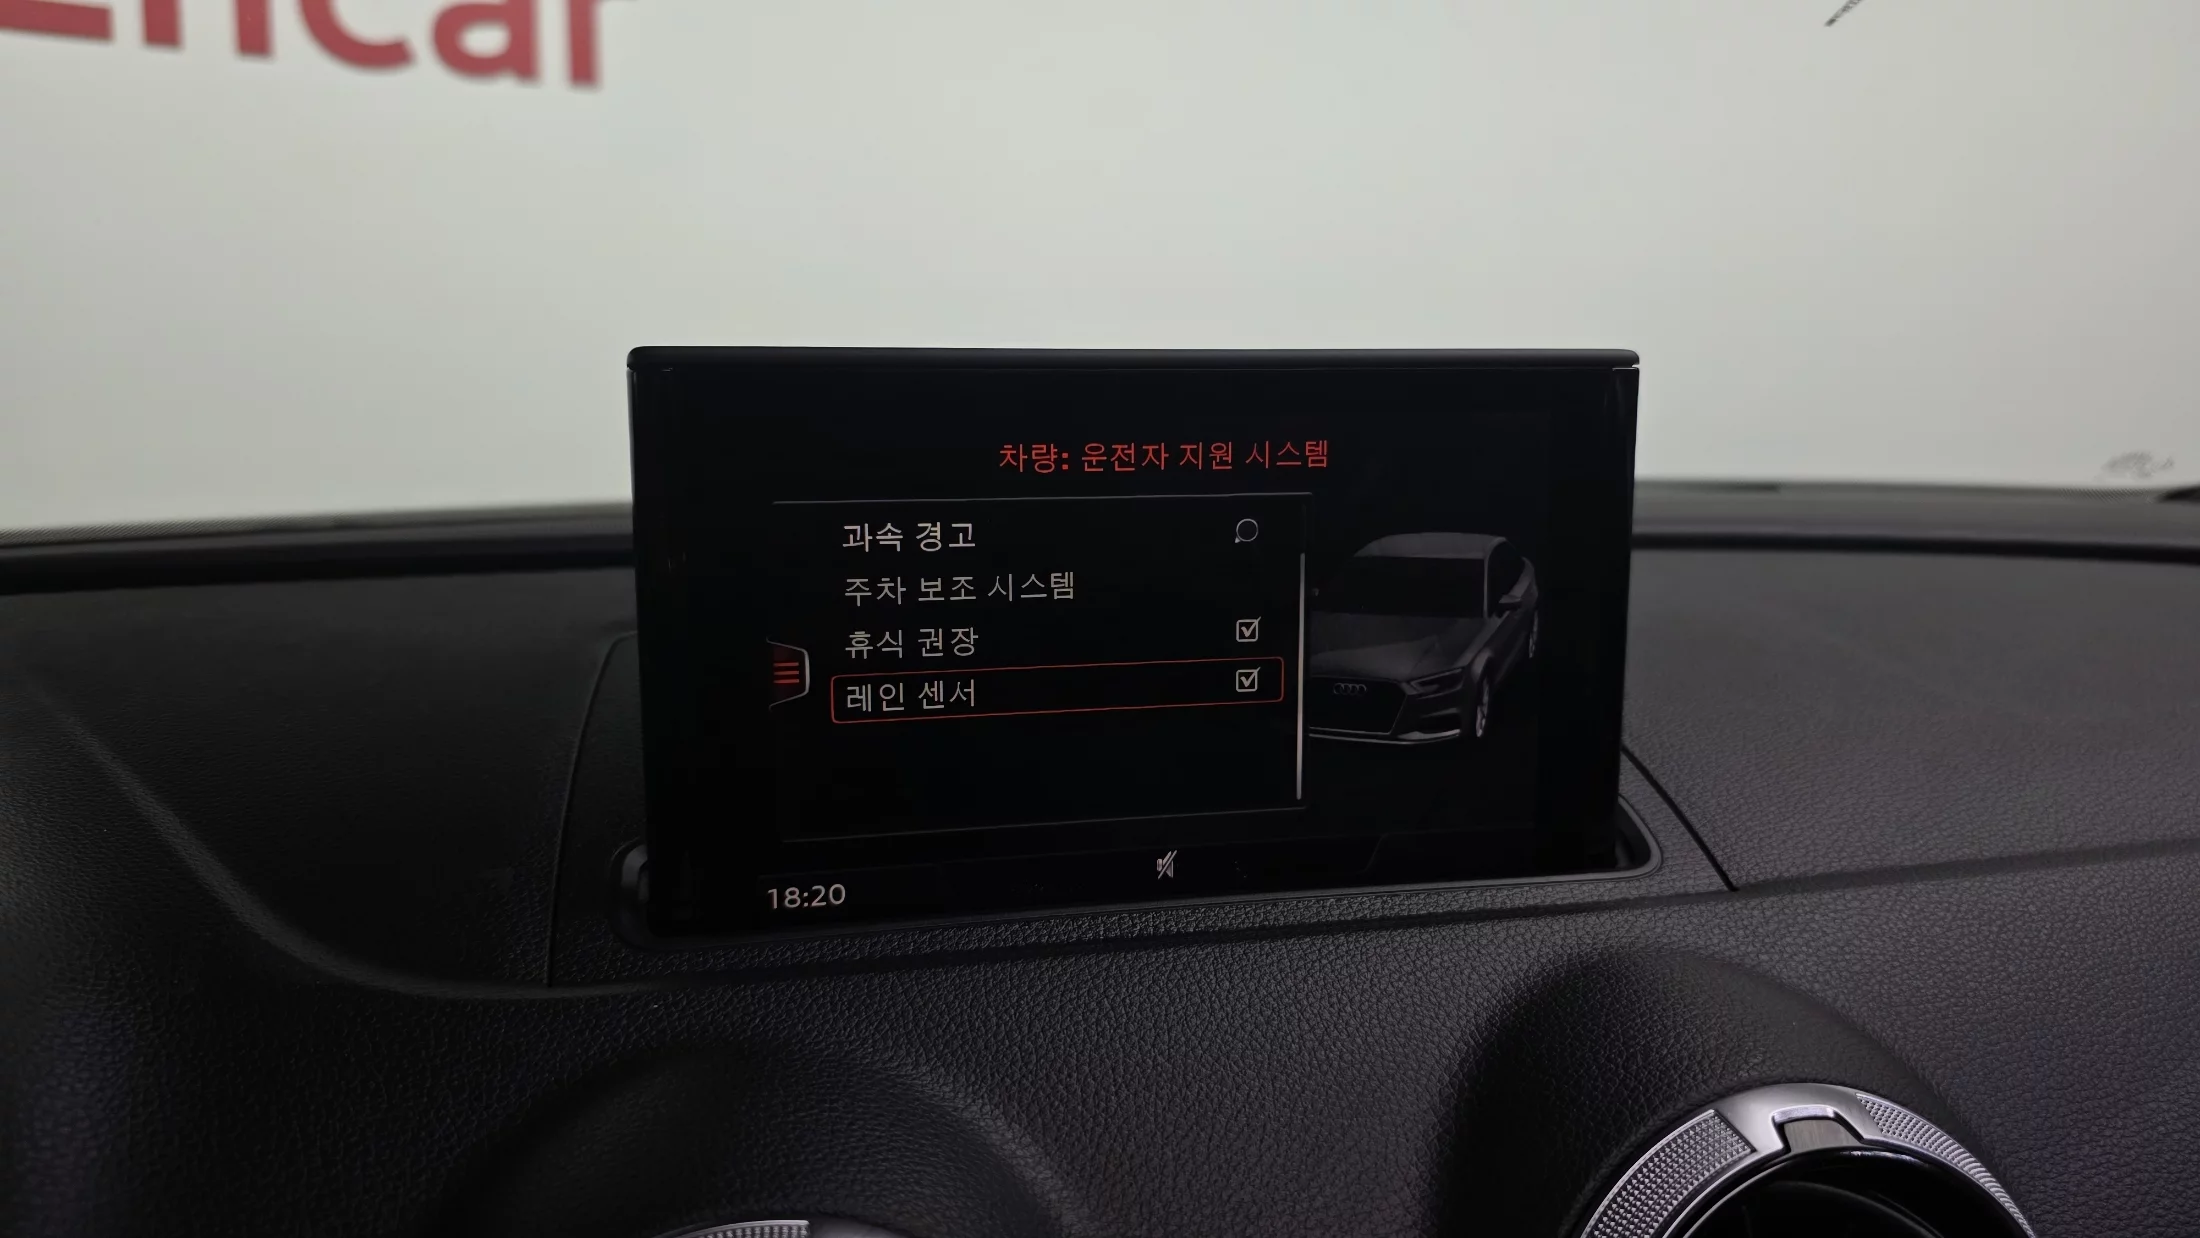 Encar
차량: 운전자 지원 시스템
과속 경고
주차 보조 시스템
휴식 권장
레인 센서
18:20